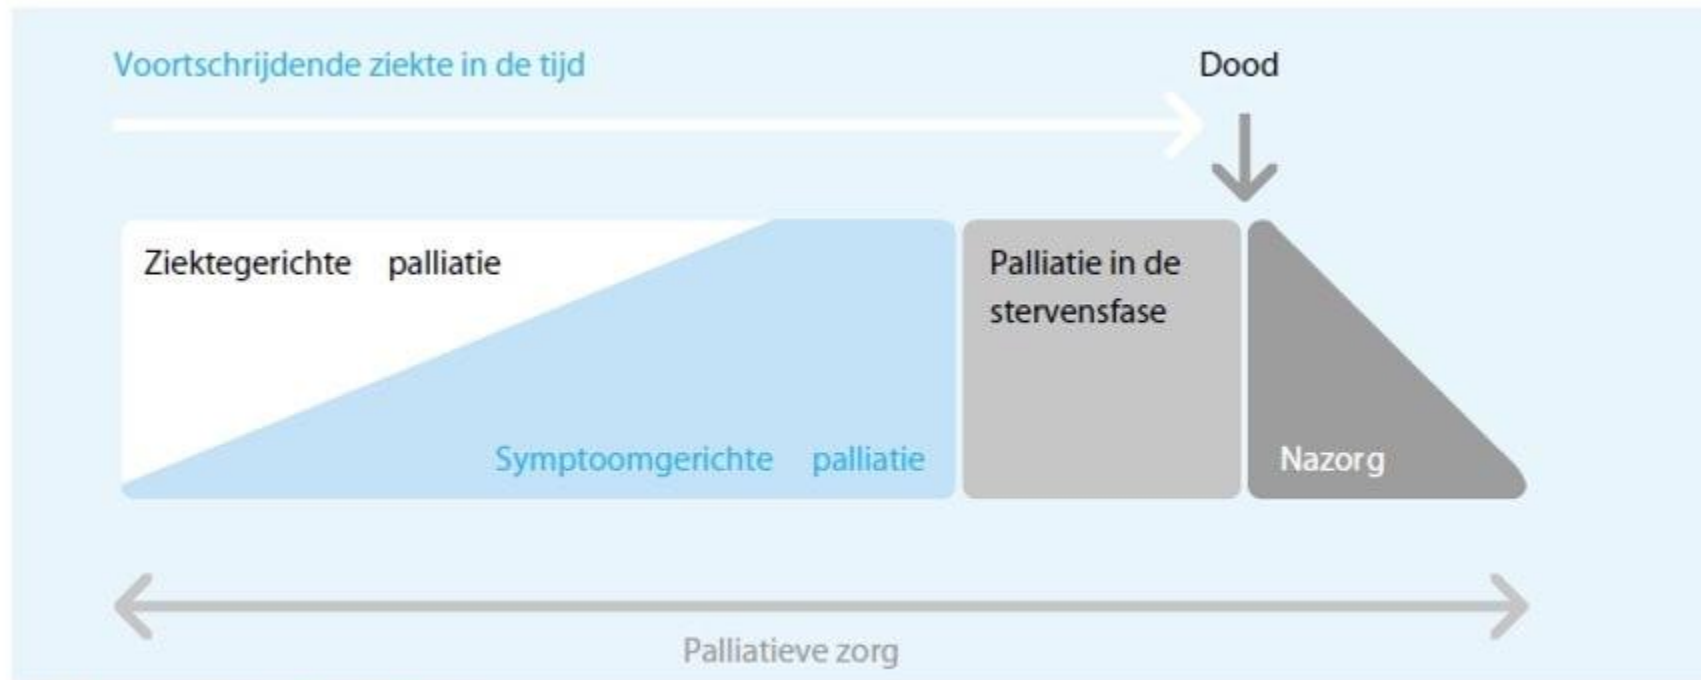 Voortschrijdende ziekte in de tijd
Dood
Ziektegerichte palliatie
Palliatie in de
stervensfase
Symptoomgerichte palliatie
Nazorg
Palliatieve zorg